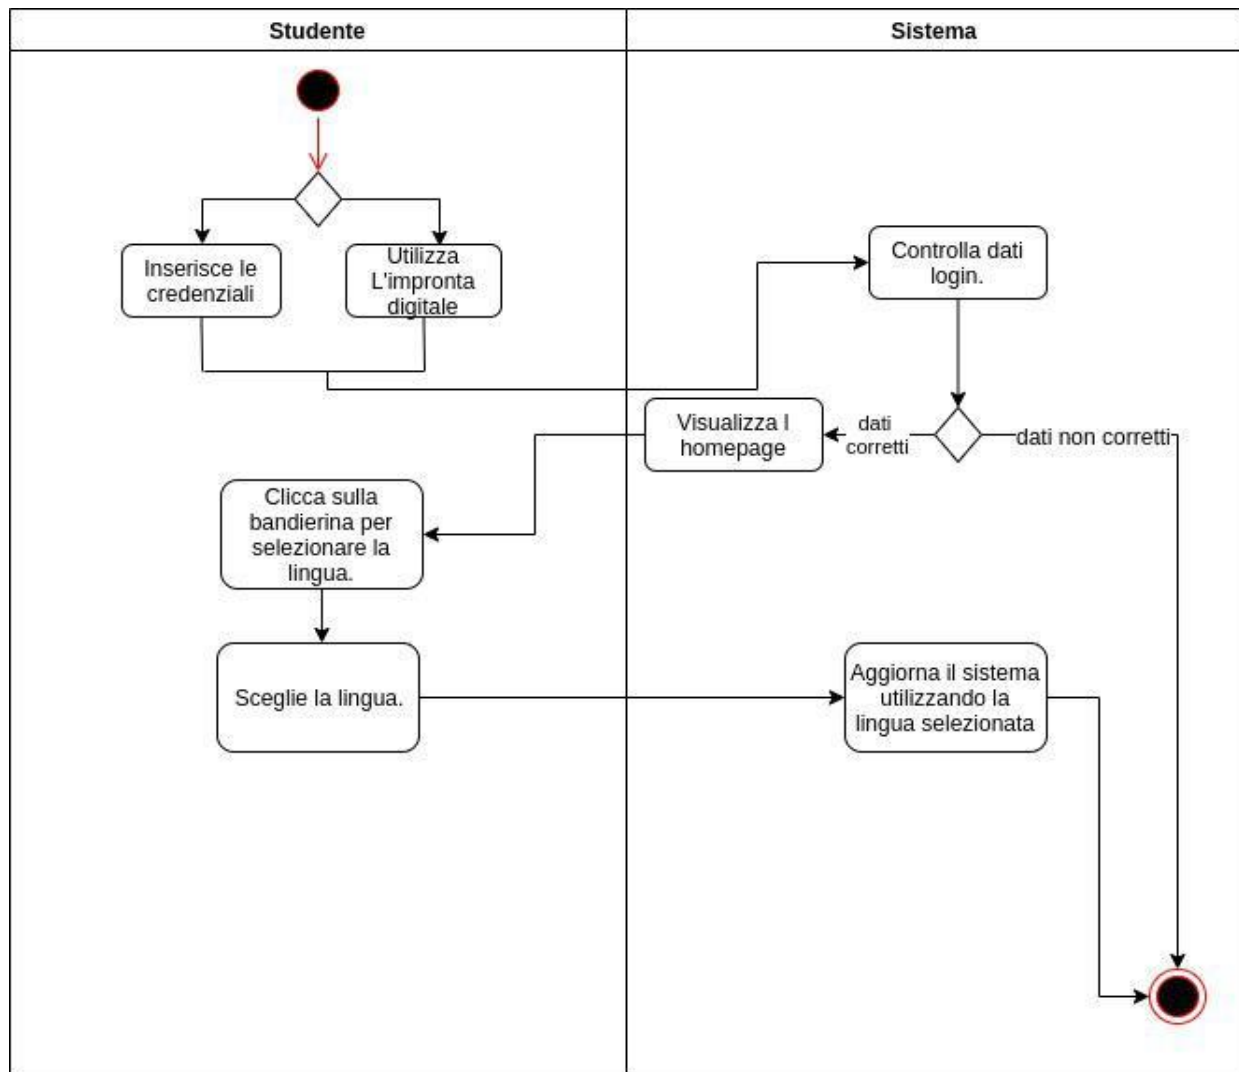 Studente
Sistema
Inserisce le
credenziali
Utilizza
L'impronta
digitale
Controlla dati
login.
Visualizza l
homepage
dati
corretti
dati non corretti
Clicca sulla
bandierina per
selezionare la
lingua.
Sceglie la lingua.
Aggiorna il sistema
utilizzando la
lingua selezionata